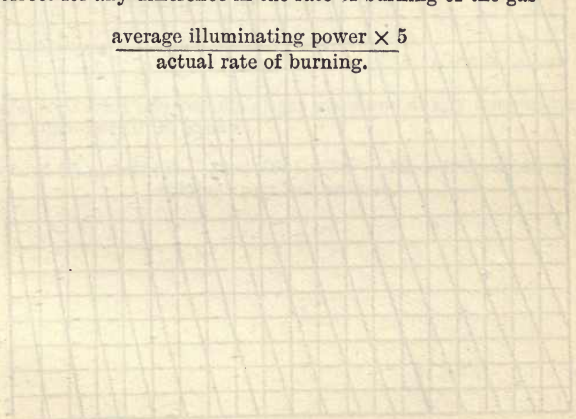 for any difference in the rate of burning of the gas
average illuminating power × 5
actual rate of burning.